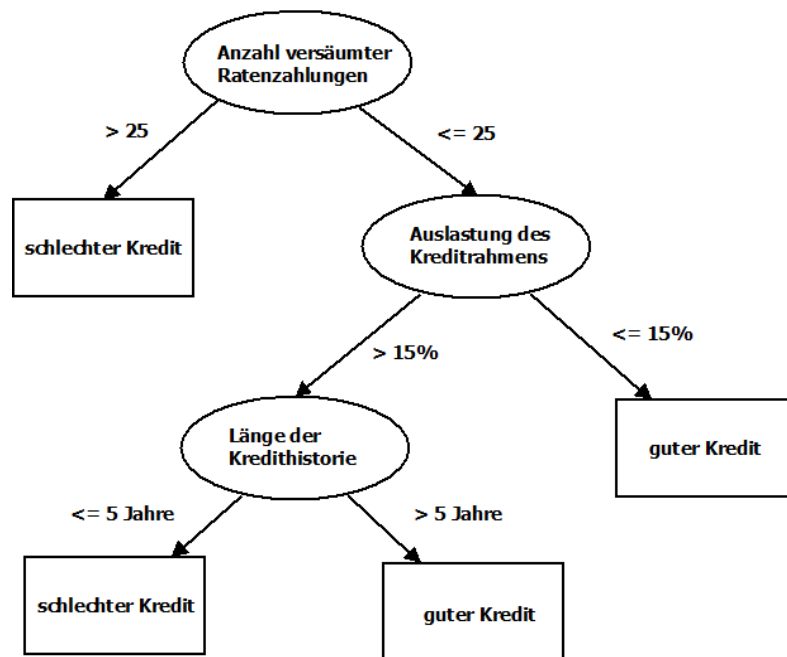 Anzahl versäumter
Ratenzahlungen
> 25
<= 25
schlechter Kredit
Auslastung des
Kreditrahmens
> 15%
<= 15%
Länge der
Kredithistorie
guter Kredit
<= 5 Jahre
> 5 Jahre
schlechter Kredit
guter Kredit